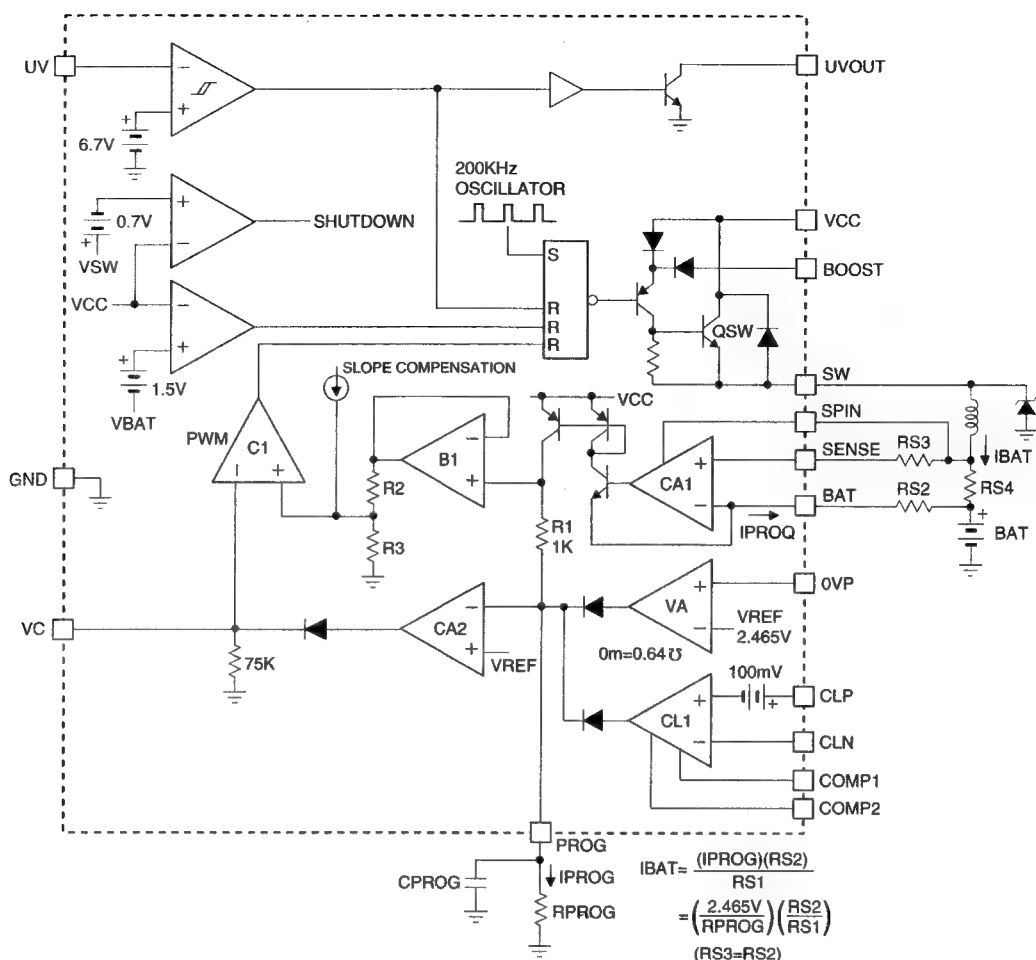 UV
UVOUT
6.7V
200KHz
OSCILLATOR
0.7V
SHUTDOWN
VSW
S
VCC
BOOST
VCC
R
R
R
QSW
1.5V
VBAT
SLOPE COMPENSATION
SW
VCC
SPIN
PWM
C1
B1
CA1
SENSE
RS3
IBAT
GND
R2
RS4
BAT
RS2
R3
R1
1K
IPROQ
BAT
VA
0VP
VREF
2.465V
VC
CA2
VREF
0m=0.64℧
75K
100mV
CLP
CL1
CLN
COMP1
COMP2
PROG
CPROG
IPROG
RPROG
IBAT= (IPROG)(RS2)
RS1
= (2.465V
RPROG) (RS2
RS1)
(RS3=RS2)